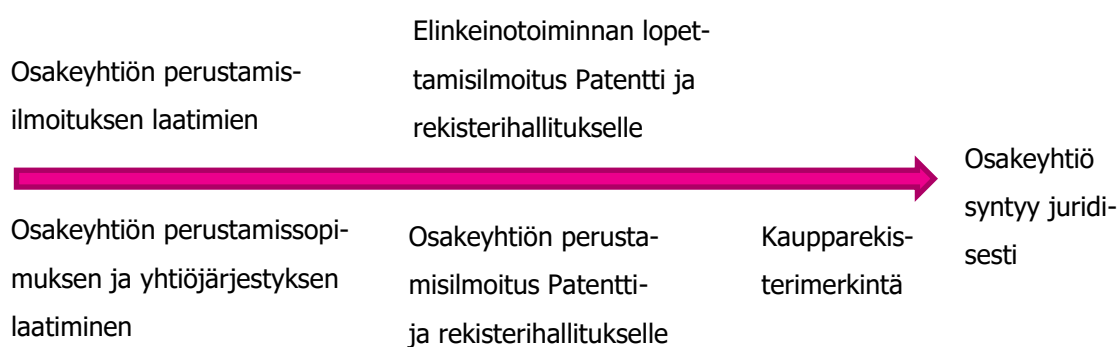 Osakeyhtiön perustamis-
ilmoituksen laatimien
Elinkeinotoiminnan lopet-
tamisilmoitus Patentti ja
rekisterihallitukselle
Osakeyhtiö
syntyy juridi-
sesti
Osakeyhtiön perustamissopi-
muksen ja yhtiöjärjestyksen
laatiminen
Osakeyhtiön perusta-
misilmoitus Patentti-
ja rekisterihallitukselle
Kaupparekis-
terimerkintä